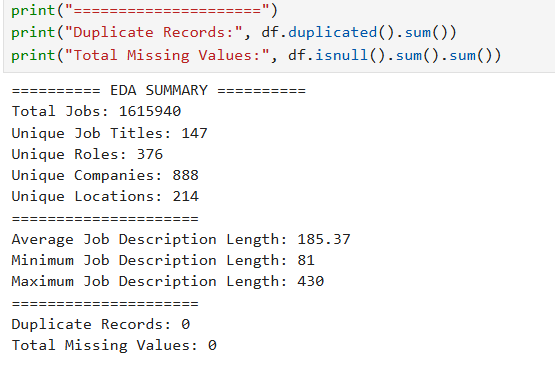 print("=====================")
print("Duplicate Records:", df.duplicated().sum())
print("Total Missing Values:", df.isnull().sum().sum())
========== EDA SUMMARY ==========
Total Jobs: 1615940
Unique Job Titles: 147
Unique Roles: 376
Unique Companies: 888
Unique Locations: 214
=====================
Average Job Description Length: 185.37
Minimum Job Description Length: 81
Maximum Job Description Length: 430
=====================
Duplicate Records: 0
Total Missing Values: 0